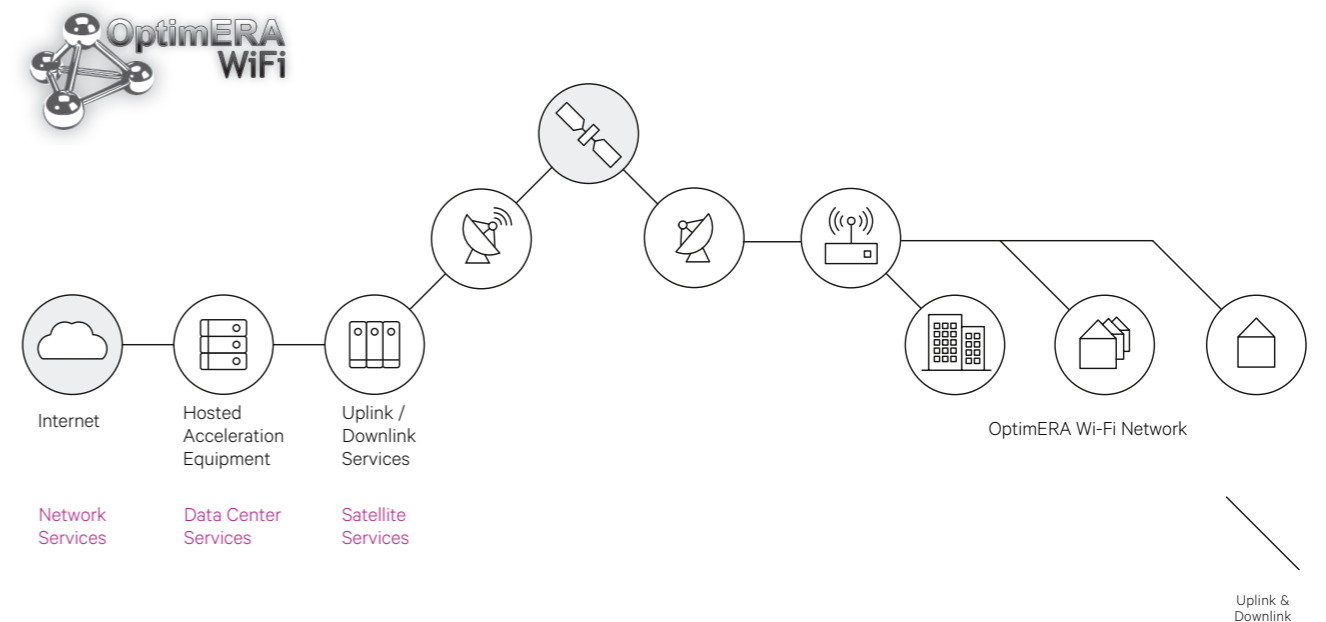 OptimERA
WiFi
Internet
Hosted
Acceleration
Equipment
Uplink /
Downlink
Services
OptimERA Wi-Fi Network
Network
Services
Data Center
Services
Satellite
Services
Uplink &
Downlink